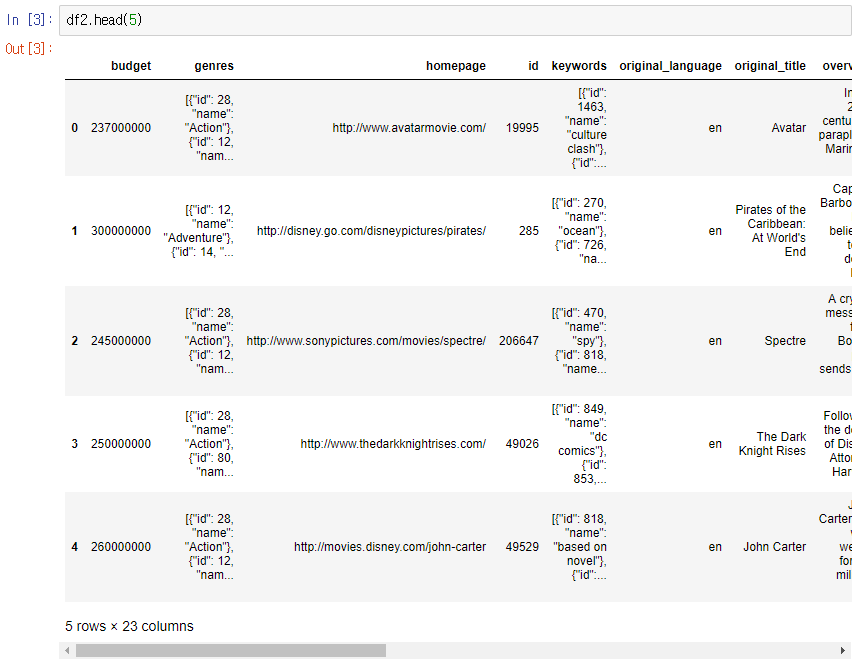 In [3]: df2.head(5)
Out[3]:
budget genres homepage id keywords original_language original_title overv
0 237000000 [{"id": 28, "name": "Action"}, {"id": 12, "nam... http://www.avatarmovie.com/ 19995 [{"id": 1463, "name": "culture clash"}, {"id":... en Avatar In 2 centu parapl Marin
1 300000000 [{"id": 12, "name": "Adventure"}, {"id": 14, "... http://disney.go.com/disneypictures/pirates/ 285 [{"id": 270, "name": "ocean"}, {"id": 726, "na... en Pirates of the Caribbean: At World's End Cap Barbo belie t de
2 245000000 [{"id": 28, "name": "Action"}, {"id": 12, "nam... http://www.sonypictures.com/movies/spectre/ 206647 [{"id": 470, "name": "spy"}, {"id": 818, "name... en Spectre A cry mess f Bo sends
3 250000000 [{"id": 28, "name": "Action"}, {"id": 80, "nam... http://www.thedarkknightrises.com/ 49026 [{"id": 849, "name": "dc comics"}, {"id": 853,... en The Dark Knight Rises Follow the de of Dis Attor Har
4 260000000 [{"id": 28, "name": "Action"}, {"id": 12, "nam... http://movies.disney.com/john-carter 49529 [{"id": 818, "name": "based on novel"}, {"id":... en John Carter J Carter we for mil
5 rows × 23 columns